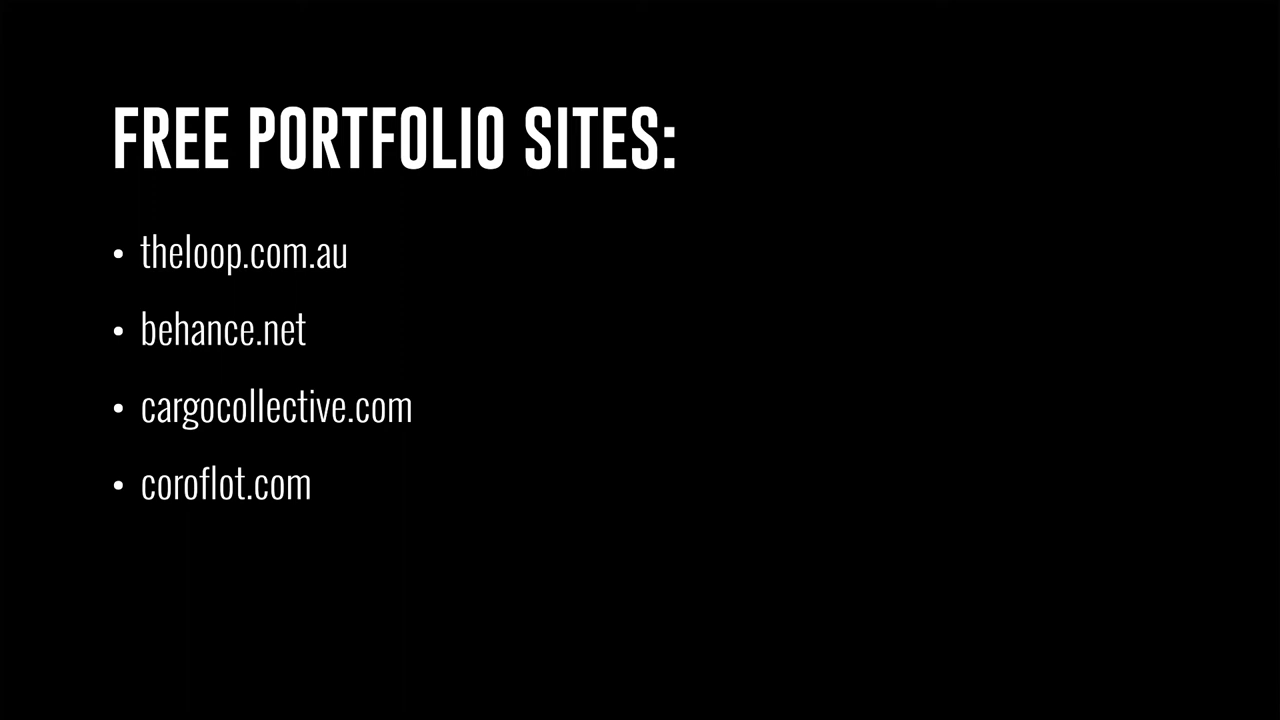 FREE PORTFOLIO SITES:
• theloop.com.au
• behance.net
• cargocollective.com
• coroflot.com